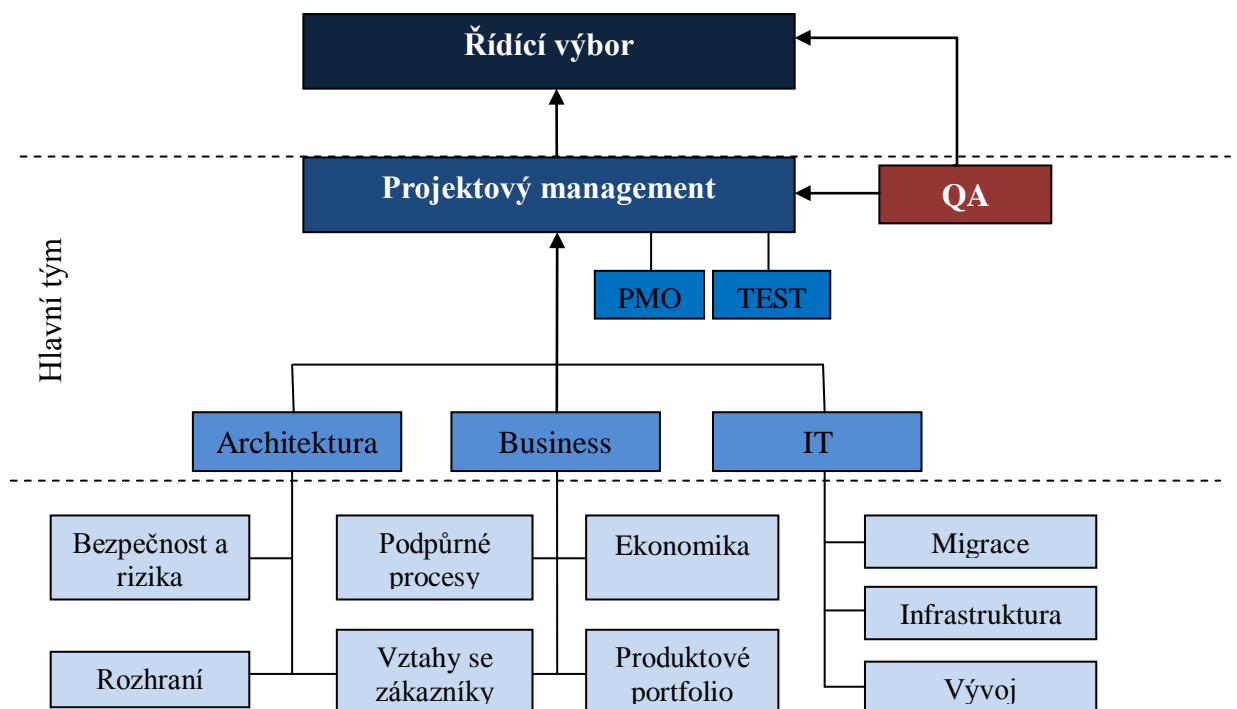 Řídící výbor
Projektový management
QA
PMO
TEST
Hlavní tým
Architektura
Business
IT
Bezpečnost a
rizika
Podpůrné
procesy
Ekonomika
Migrace
Infrastruktura
Rozhraní
Vztahy se
zákazníky
Produktové
portfolio
Vývoj